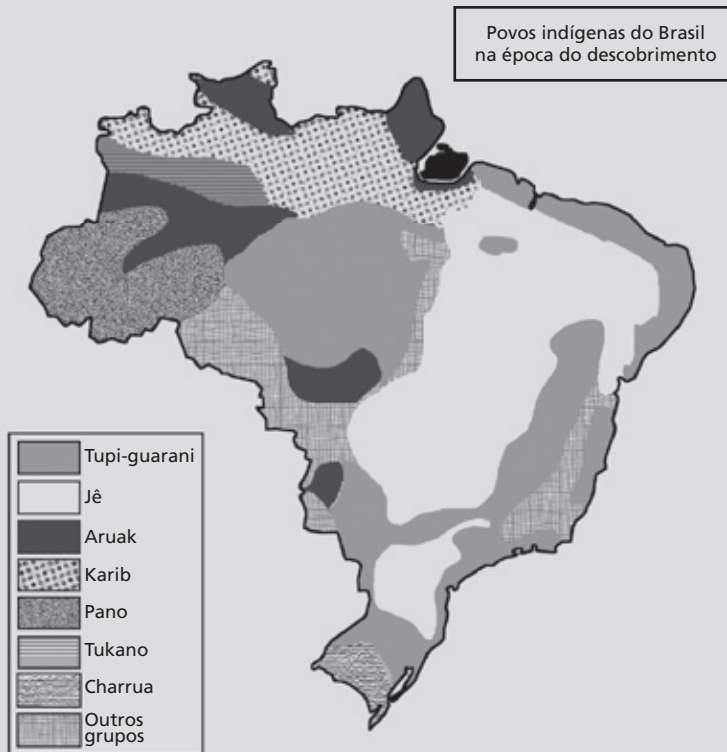 Povos indígenas do Brasil
na época do descobrimento
Tupi-guarani
Jê
Aruak
Karib
Pano
Tukano
Charrua
Outros
grupos